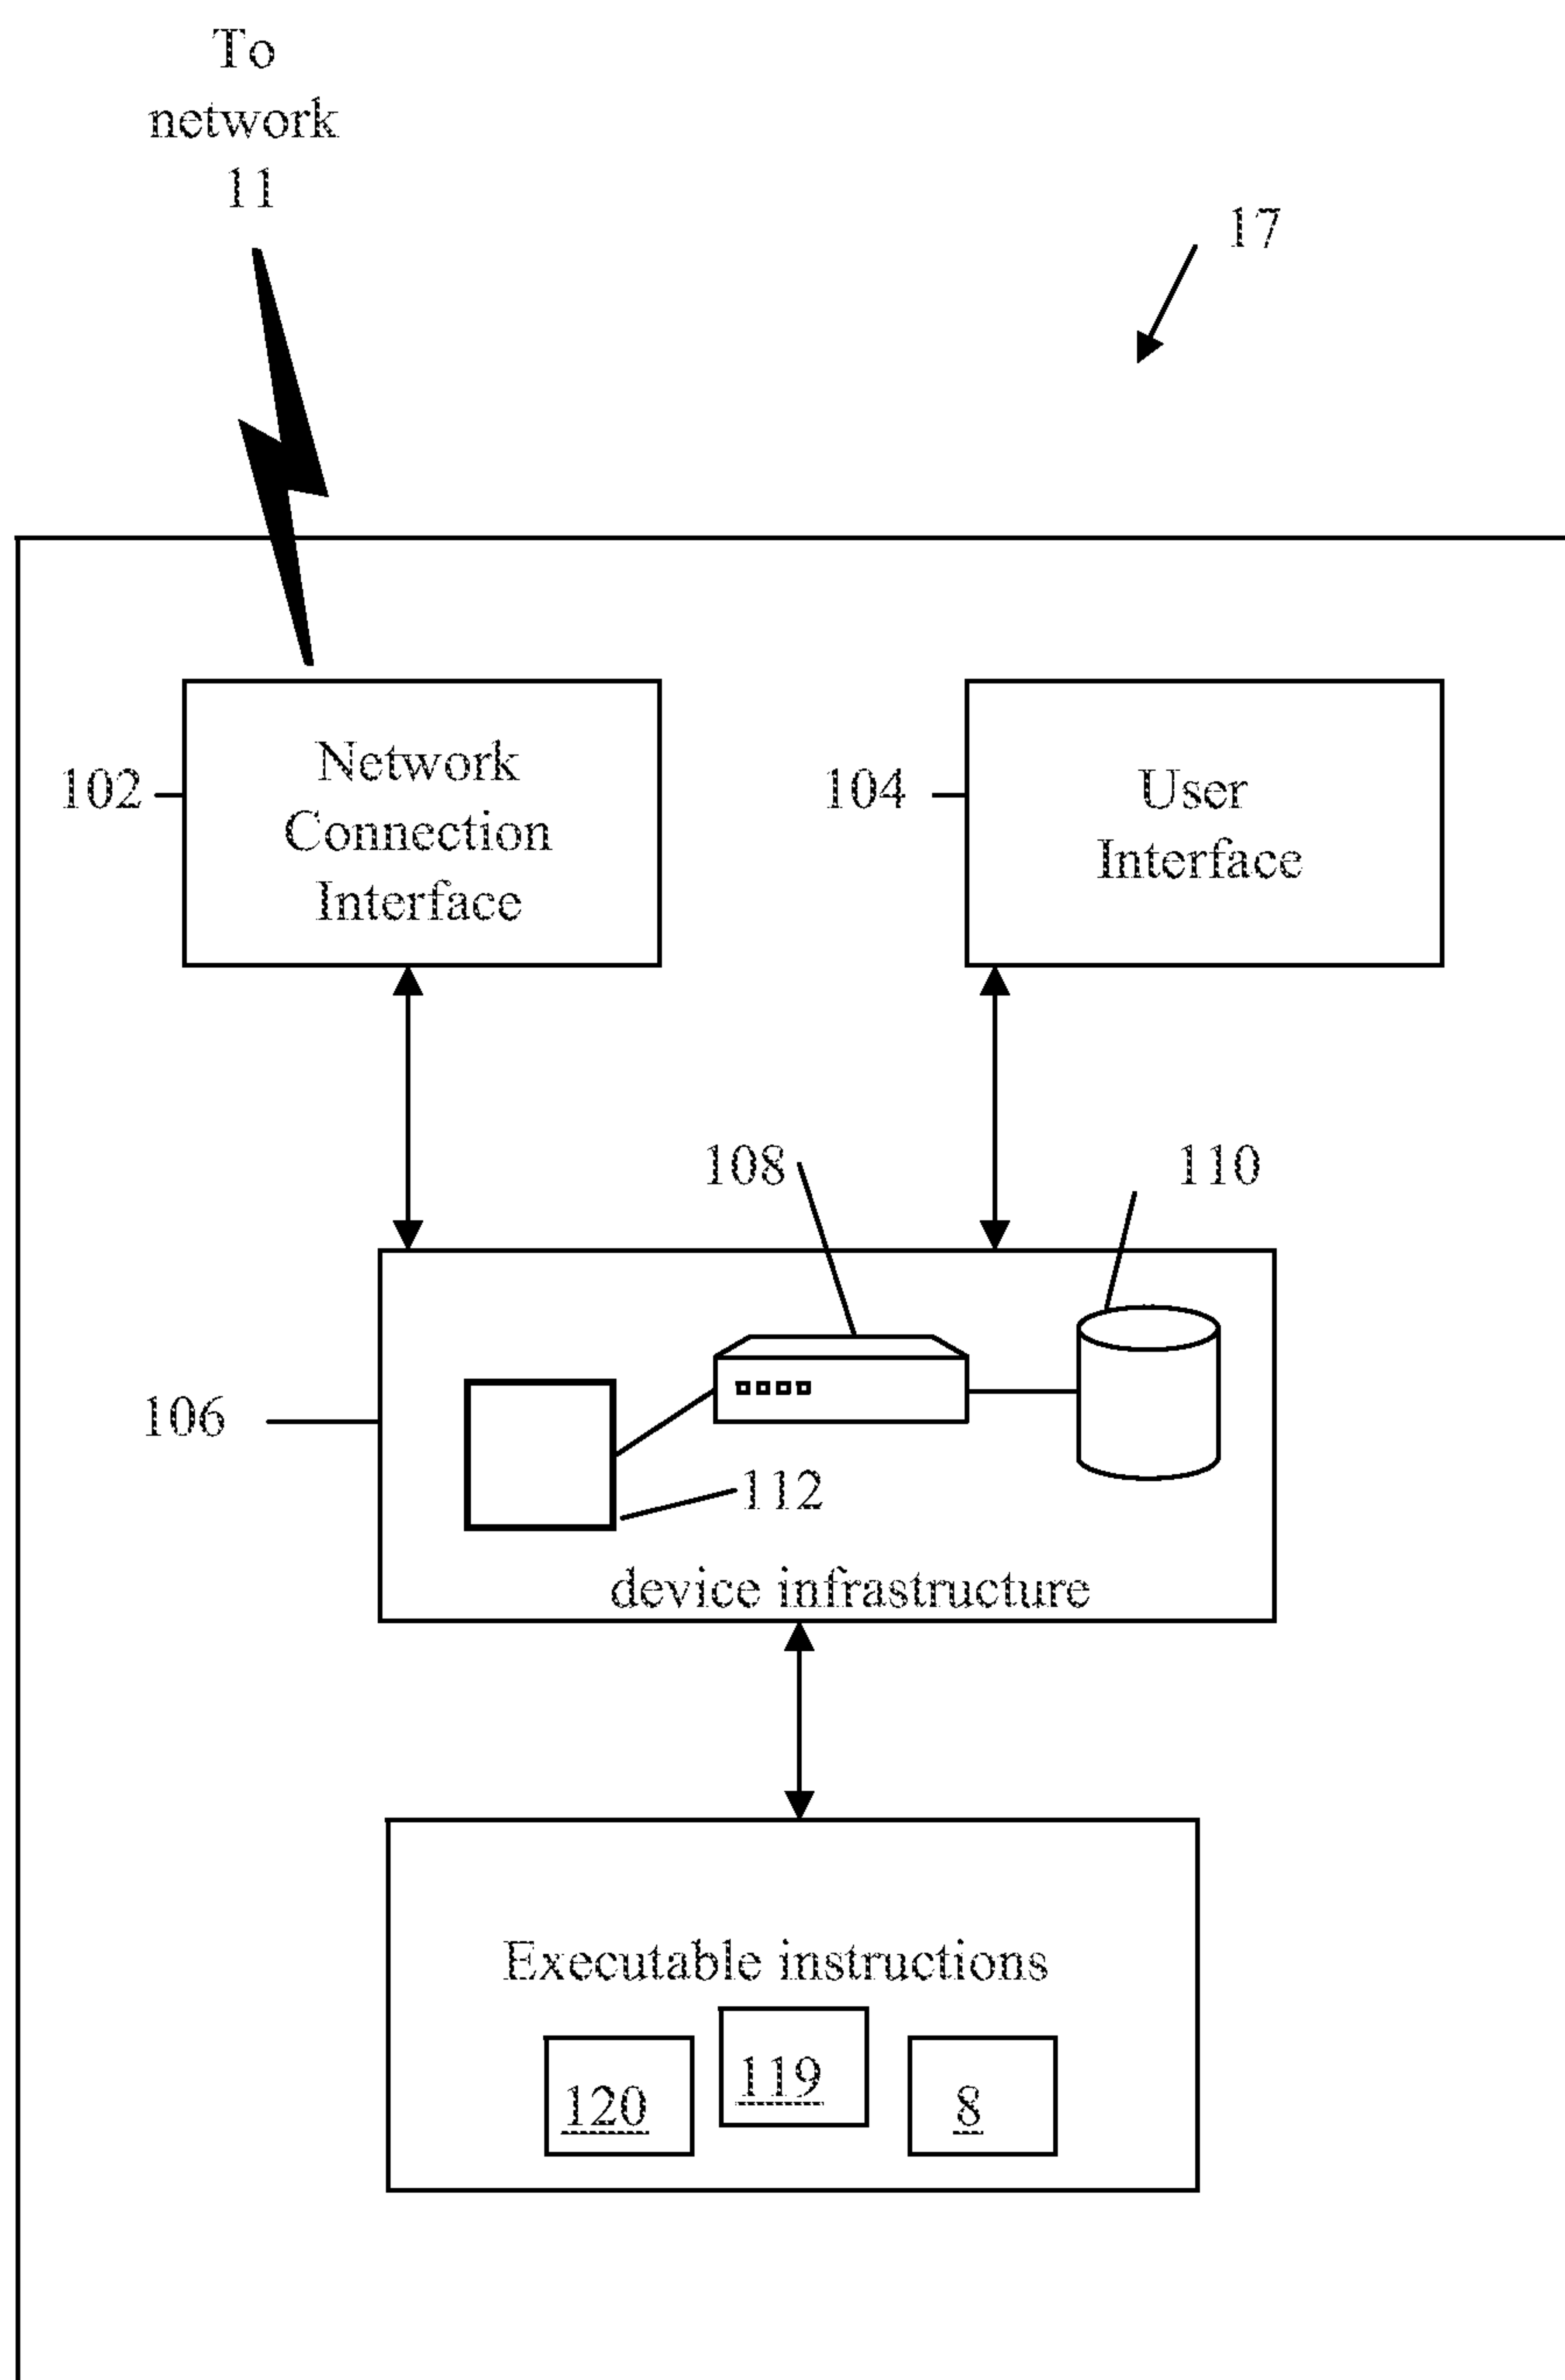 To
network
11
17
102
Network
Connection
Interface
104
User
Interface
108
110
106
112
device infrastructure
Executable instructions
120
119
8